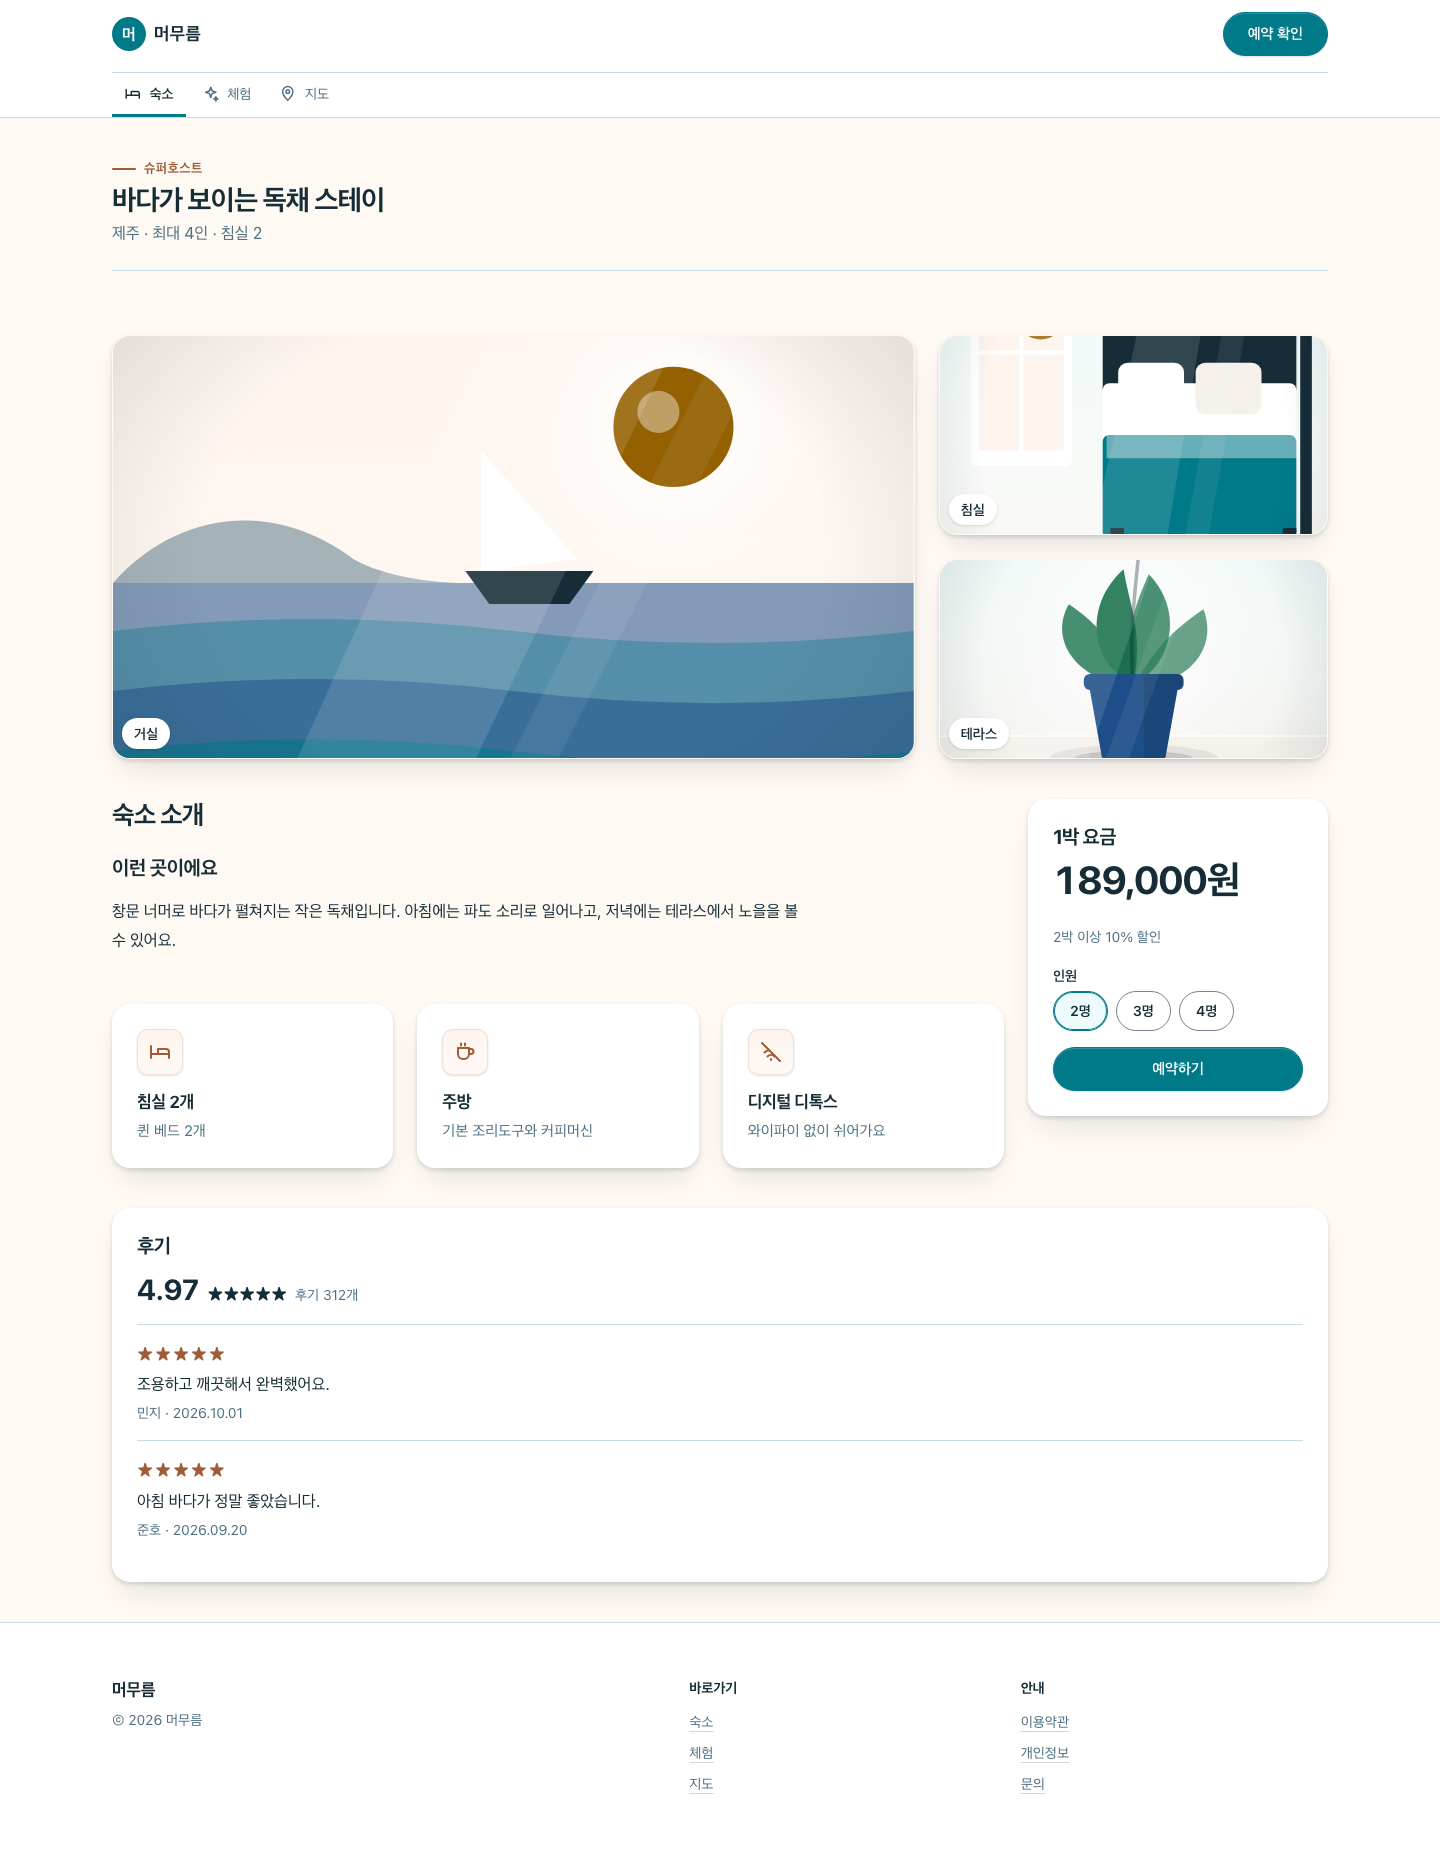 머 머무름
예약 확인
숙소
체험
지도
슈퍼호스트
바다가 보이는 독채 스테이
제주 · 최대 4인 · 침실 2
거실
침실
테라스
숙소 소개
이런 곳이에요
창문 너머로 바다가 펼쳐지는 작은 독채입니다. 아침에는 파도 소리로 일어나고, 저녁에는 테라스에서 노을을 볼
수 있어요.
침실 2개
퀸 베드 2개
주방
기본 조리도구와 커피머신
디지털 디톡스
와이파이 없이 쉬어가요
1박 요금
189,000원
2박 이상 10% 할인
인원
2명
3명
4명
예약하기
후기
4.97 ★★★★★ 후기 312개
★★★★★
조용하고 깨끗해서 완벽했어요.
민지 · 2026.10.01
★★★★★
아침 바다가 정말 좋았습니다.
준호 · 2026.09.20
머무름
© 2026 머무름
바로가기
숙소
체험
지도
안내
이용약관
개인정보
문의